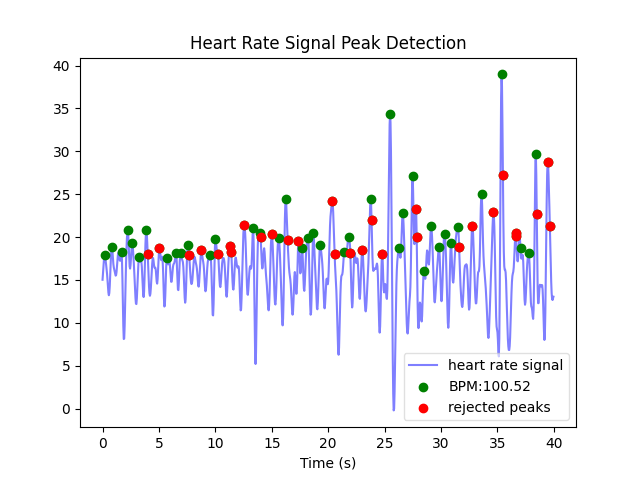 Heart Rate Signal Peak Detection
40
35
30
25
20
15
10
5
0
heart rate signal
BPM:100.52
rejected peaks
0 5 10 15 20 25 30 35 40
Time (s)